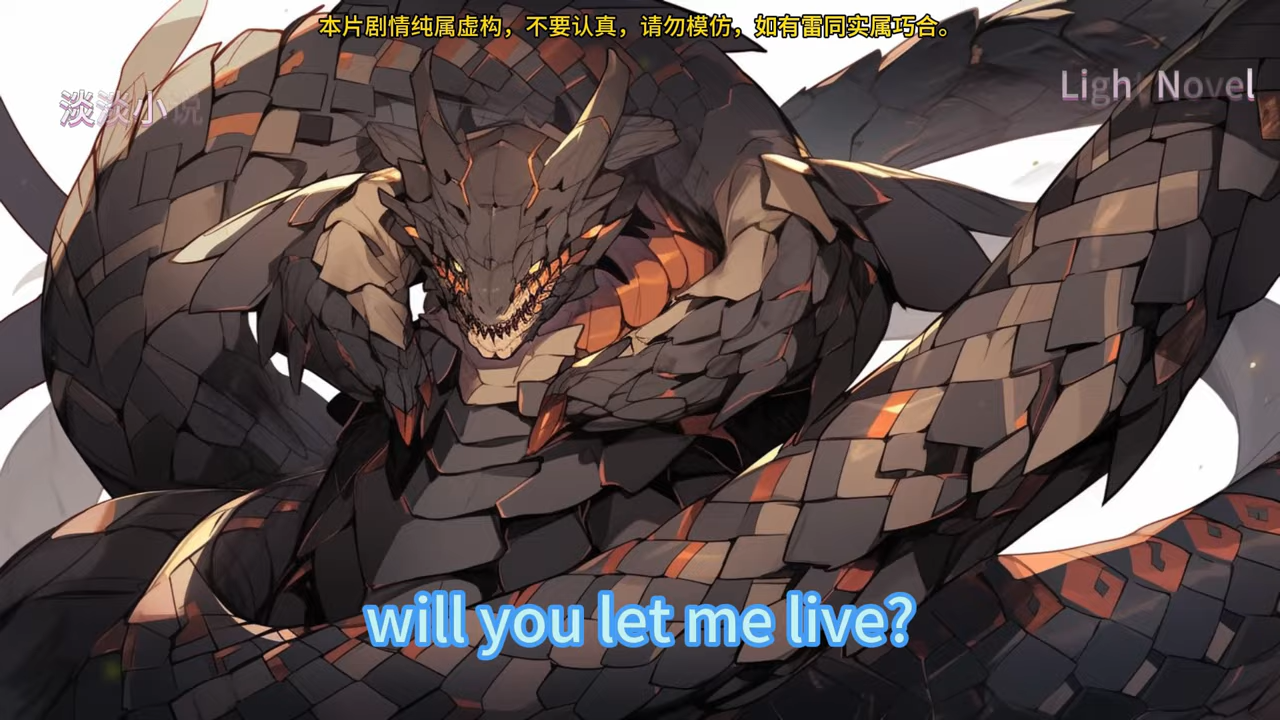 本片剧情纯属虚构，不要认真，请勿模仿，如有雷同实属巧合。
淡淡小说
Light Novel
will you let me live?